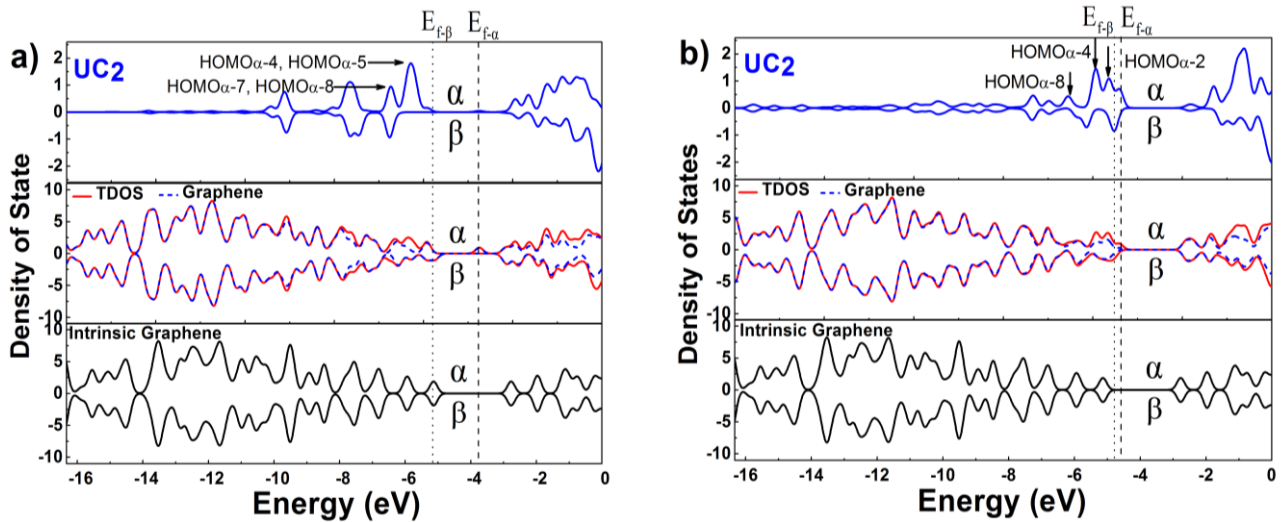 a)
E_f-β E_f-α
UC2
HOMOα-4, HOMOα-5
HOMOα-7, HOMOα-8
α
β
2
1
0
-1
-2
TDOS Graphene
α
β
10
5
0
-5
-10
Intrinsic Graphene
α
β
10
5
0
-5
-10
Density of State
-16 -14 -12 -10 -8 -6 -4 -2 0
Energy (eV)
b)
E_f-β E_f-α
UC2
HOMOα-4
HOMOα-2
HOMOα-8
α
β
2
1
0
-1
-2
TDOS Graphene
α
β
10
5
0
-5
-10
Intrinsic Graphene
α
β
10
5
0
-5
-10
Density of States
-16 -14 -12 -10 -8 -6 -4 -2 0
Energy (eV)